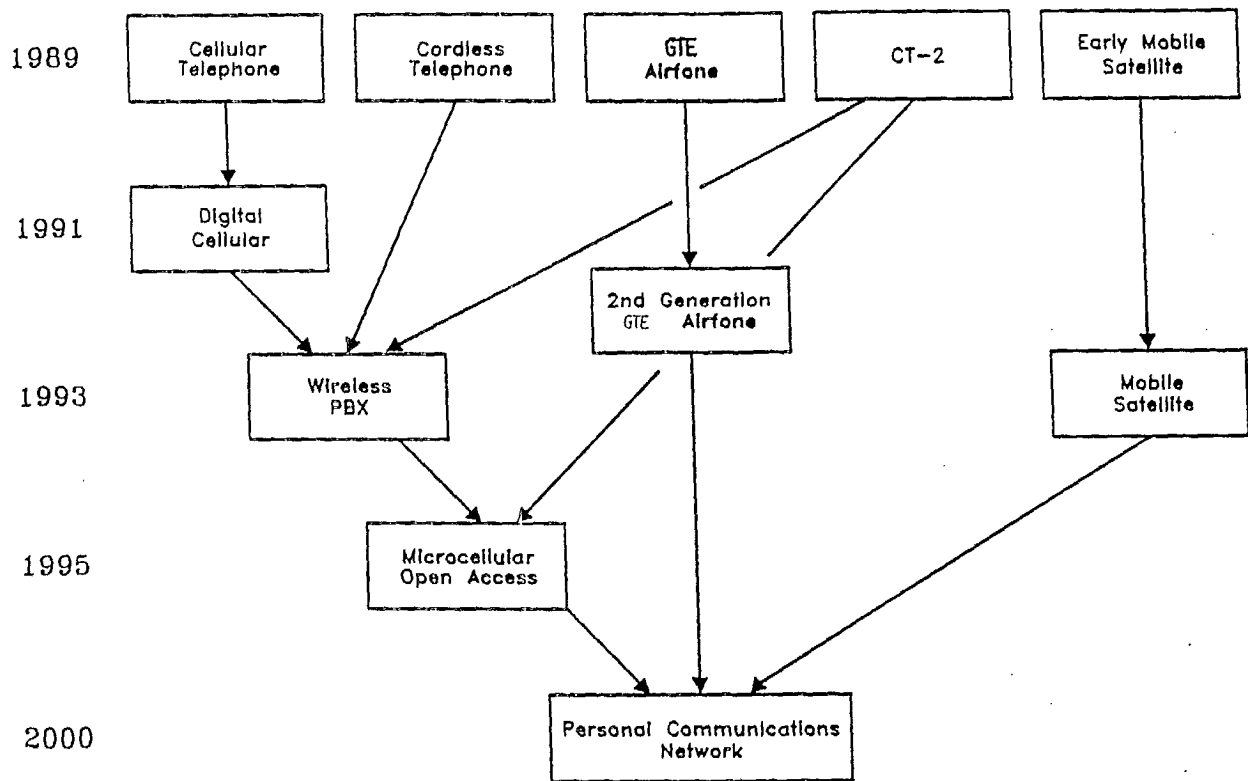 1989
Cellular
Telephone
Cordless
Telephone
GTE
Airfone
CT-2
Early Mobile
Satellite
1991
Digital
Cellular
2nd Generation
GTE Airfone
1993
Wireless
PBX
Mobile
Satellite
1995
Microcellular
Open Access
2000
Personal Communications
Network